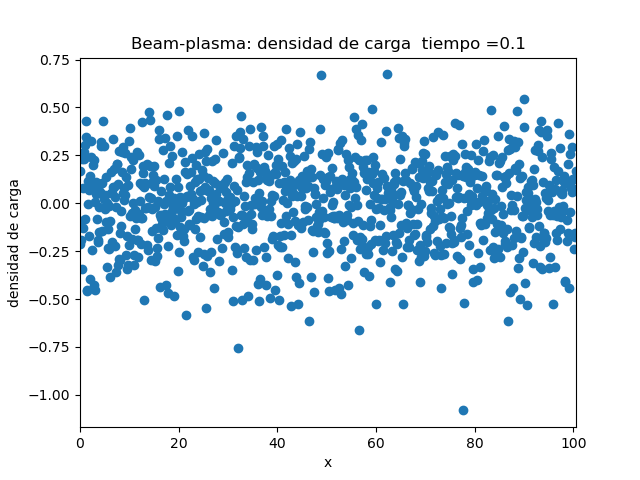 Beam-plasma: densidad de carga  tiempo =0.1
0.75
0.50
0.25
0.00
−0.25
−0.50
−0.75
−1.00
densidad de carga
0 20 40 60 80 100
x